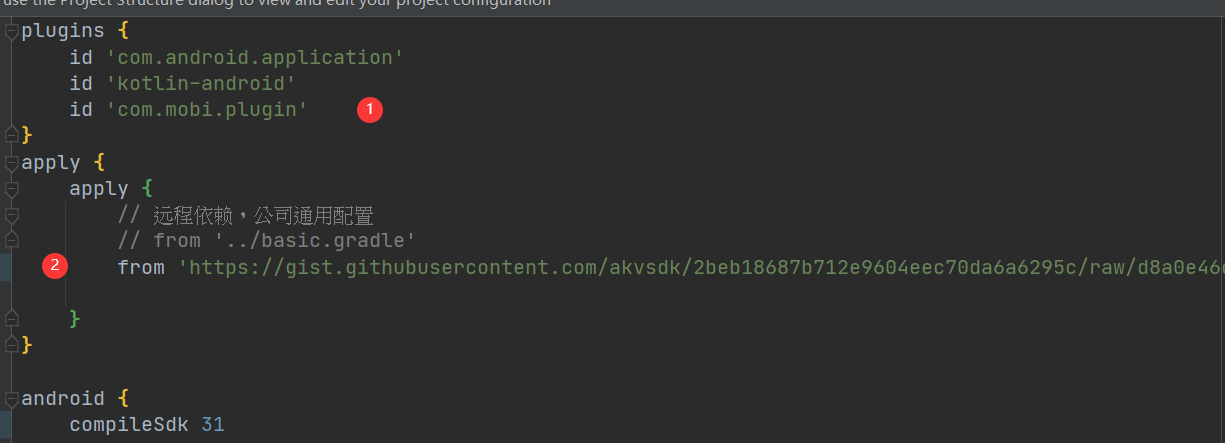 use the Project Structure dialog to view and edit your project configuration
plugins {
id 'com.android.application'
id 'kotlin-android'
id 'com.mobi.plugin' 1
}
apply {
apply {
// 远程依赖，公司通用配置
// from '../basic.gradle'
2 from 'https://gist.githubusercontent.com/akvsdk/2beb18687b712e9604eec70da6a6295c/raw/d8a0e46
}
}
android {
compileSdk 31